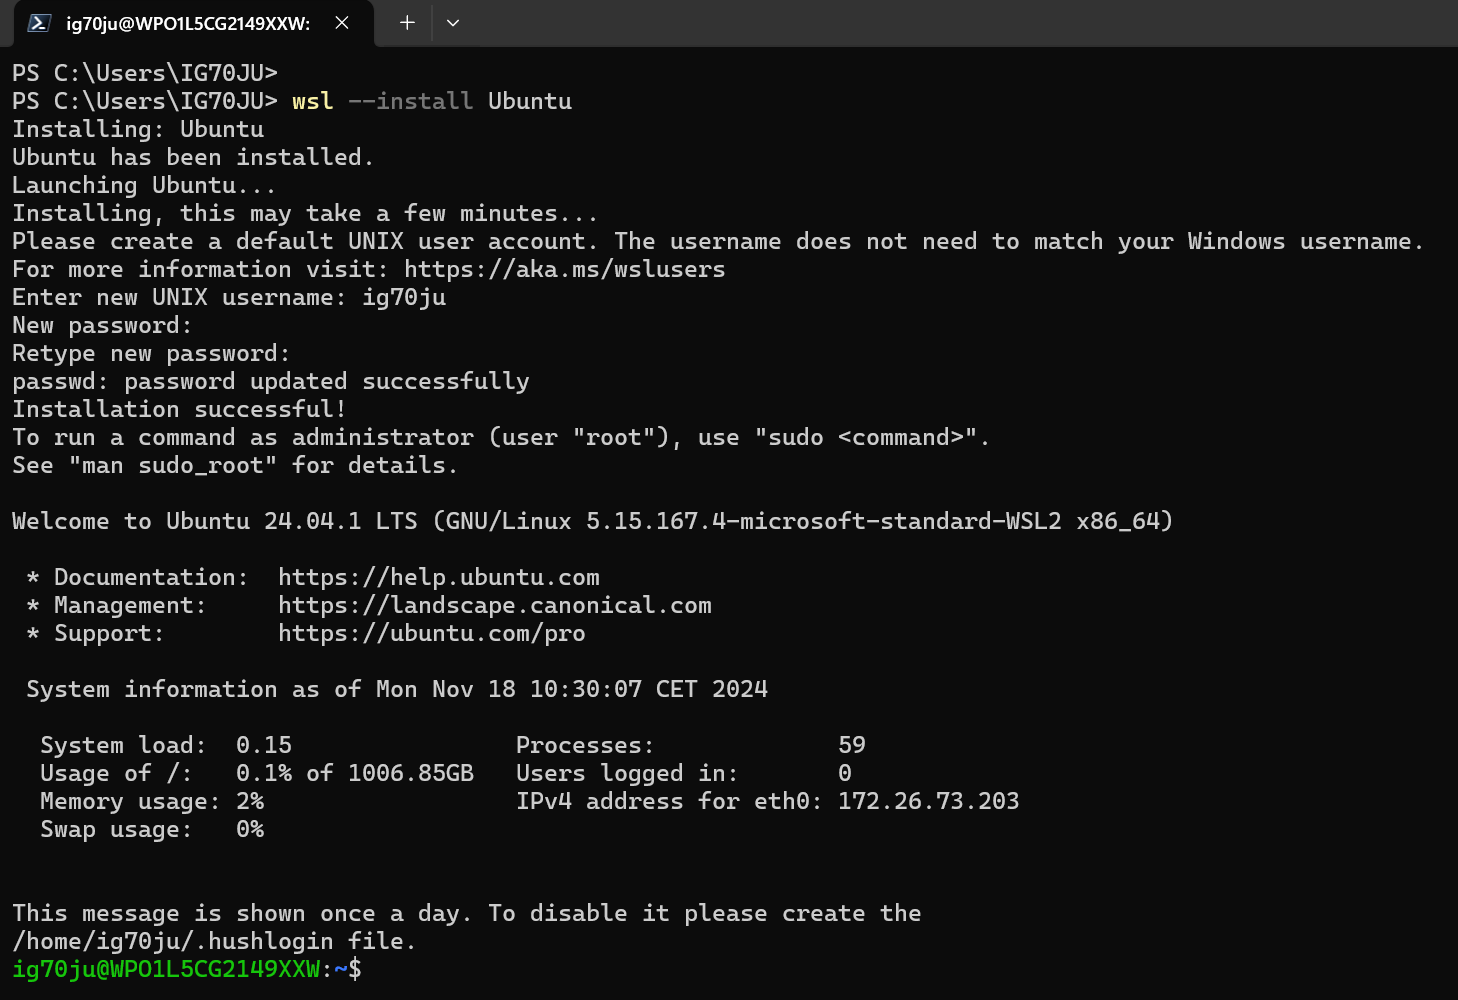 ig70ju@WPO1L5CG2149XXW:
PS C:\Users\IG70JU>
PS C:\Users\IG70JU> wsl --install Ubuntu
Installing: Ubuntu
Ubuntu has been installed.
Launching Ubuntu...
Installing, this may take a few minutes...
Please create a default UNIX user account. The username does not need to match your Windows username.
For more information visit: https://aka.ms/wslusers
Enter new UNIX username: ig70ju
New password:
Retype new password:
passwd: password updated successfully
Installation successful!
To run a command as administrator (user "root"), use "sudo <command>".
See "man sudo_root" for details.
Welcome to Ubuntu 24.04.1 LTS (GNU/Linux 5.15.167.4-microsoft-standard-WSL2 x86_64)
* Documentation:  https://help.ubuntu.com
* Management:     https://landscape.canonical.com
* Support:        https://ubuntu.com/pro
System information as of Mon Nov 18 10:30:07 CET 2024
System load:  0.15                Processes:             59
Usage of /:   0.1% of 1006.85GB   Users logged in:       0
Memory usage: 2%                  IPv4 address for eth0: 172.26.73.203
Swap usage:   0%
This message is shown once a day. To disable it please create the
/home/ig70ju/.hushlogin file.
ig70ju@WPO1L5CG2149XXW:~$